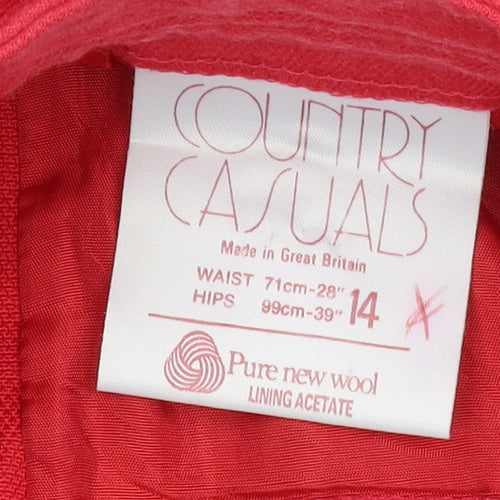 COUNTRY
CASUALS
Made in Great Britain
WAIST 71cm-28" 14
HIPS 99cm-39"
Pure new wool
LINING ACETATE